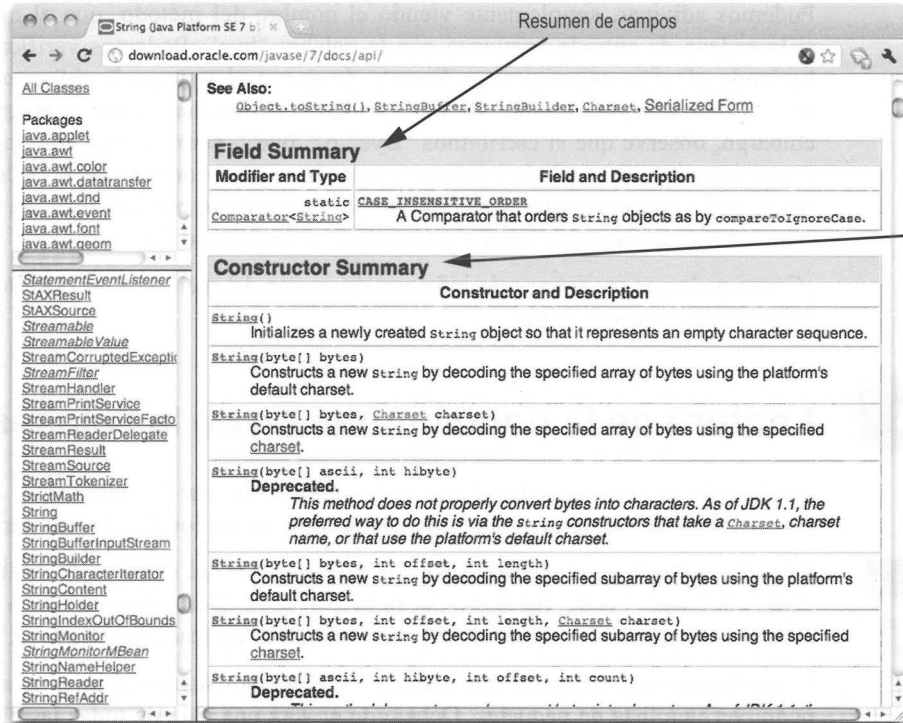 Resumen de campos
String (Java Platform SE 7 b1
download.oracle.com/javase/7/docs/api/
All Classes
Packages
java.applet
java.awt
java.awt.color
java.awt.datatransfer
java.awt.dnd
java.awt.event
java.awt.font
java.awt.geom
StatementEventListener
StAXResult
StAXSource
Streamable
StreamableValue
StreamCorruptedExceptic
StreamFilter
StreamHandler
StreamPrintService
StreamPrintServiceFacto
StreamReaderDelegate
StreamResult
StreamSource
StreamTokenizer
StrictMath
String
StringBuffer
StringBufferInputStream
StringBuilder
StringCharacterIterator
StringContent
StringHolder
StringIndexOutOfBounds
StringMonitor
StringMonitorMBean
StringNameHelper
StringReader
StringRefAddr
See Also:
Object.toString(), StringBuffer, StringBuilder, Charset, Serialized Form
Field Summary
Modifier and Type Field and Description
static CASE_INSENSITIVE_ORDER
Comparator<String> A Comparator that orders String objects as by compareToIgnoreCase.
Constructor Summary
Constructor and Description
String()
Initializes a newly created String object so that it represents an empty character sequence.
String(byte[] bytes)
Constructs a new String by decoding the specified array of bytes using the platform's
default charset.
String(byte[] bytes, Charset charset)
Constructs a new String by decoding the specified array of bytes using the specified
charset.
String(byte[] ascii, int hibyte)
Deprecated.
This method does not properly convert bytes into characters. As of JDK 1.1, the
preferred way to do this is via the String constructors that take a Charset, charset
name, or that use the platform's default charset.
String(byte[] bytes, int offset, int length)
Constructs a new String by decoding the specified subarray of bytes using the platform's
default charset.
String(byte[] bytes, int offset, int length, Charset charset)
Constructs a new String by decoding the specified subarray of bytes using the specified
charset.
String(byte[] ascii, int hibyte, int offset, int count)
Deprecated.